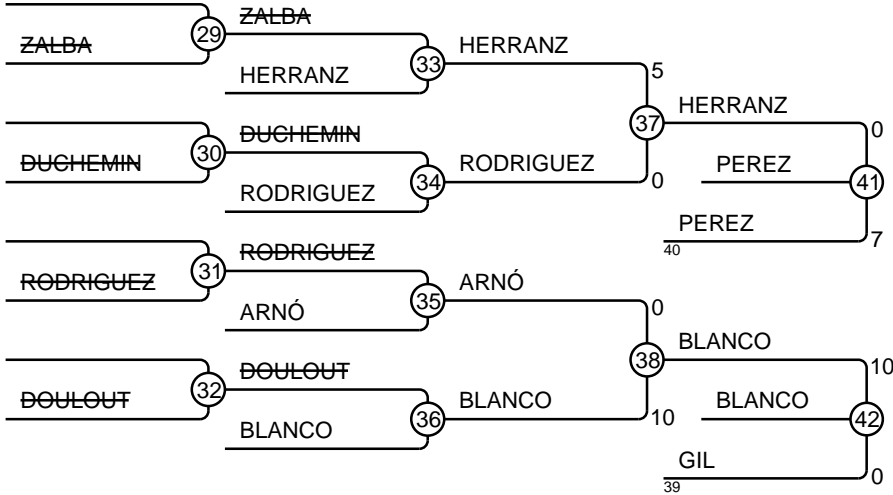 ZALBA
29
ZALBA
HERRANZ
33
HERRANZ
5
DUCHEMIN
30
DUCHEMIN
RODRIGUEZ
34
RODRIGUEZ
0
37
HERRANZ
0
PEREZ
41
PEREZ
40
7
RODRIGUEZ
31
RODRIGUEZ
ARNÓ
35
ARNÓ
0
DOULOUT
32
DOULOUT
BLANCO
36
BLANCO
10
38
BLANCO
10
BLANCO
42
GIL
39
0